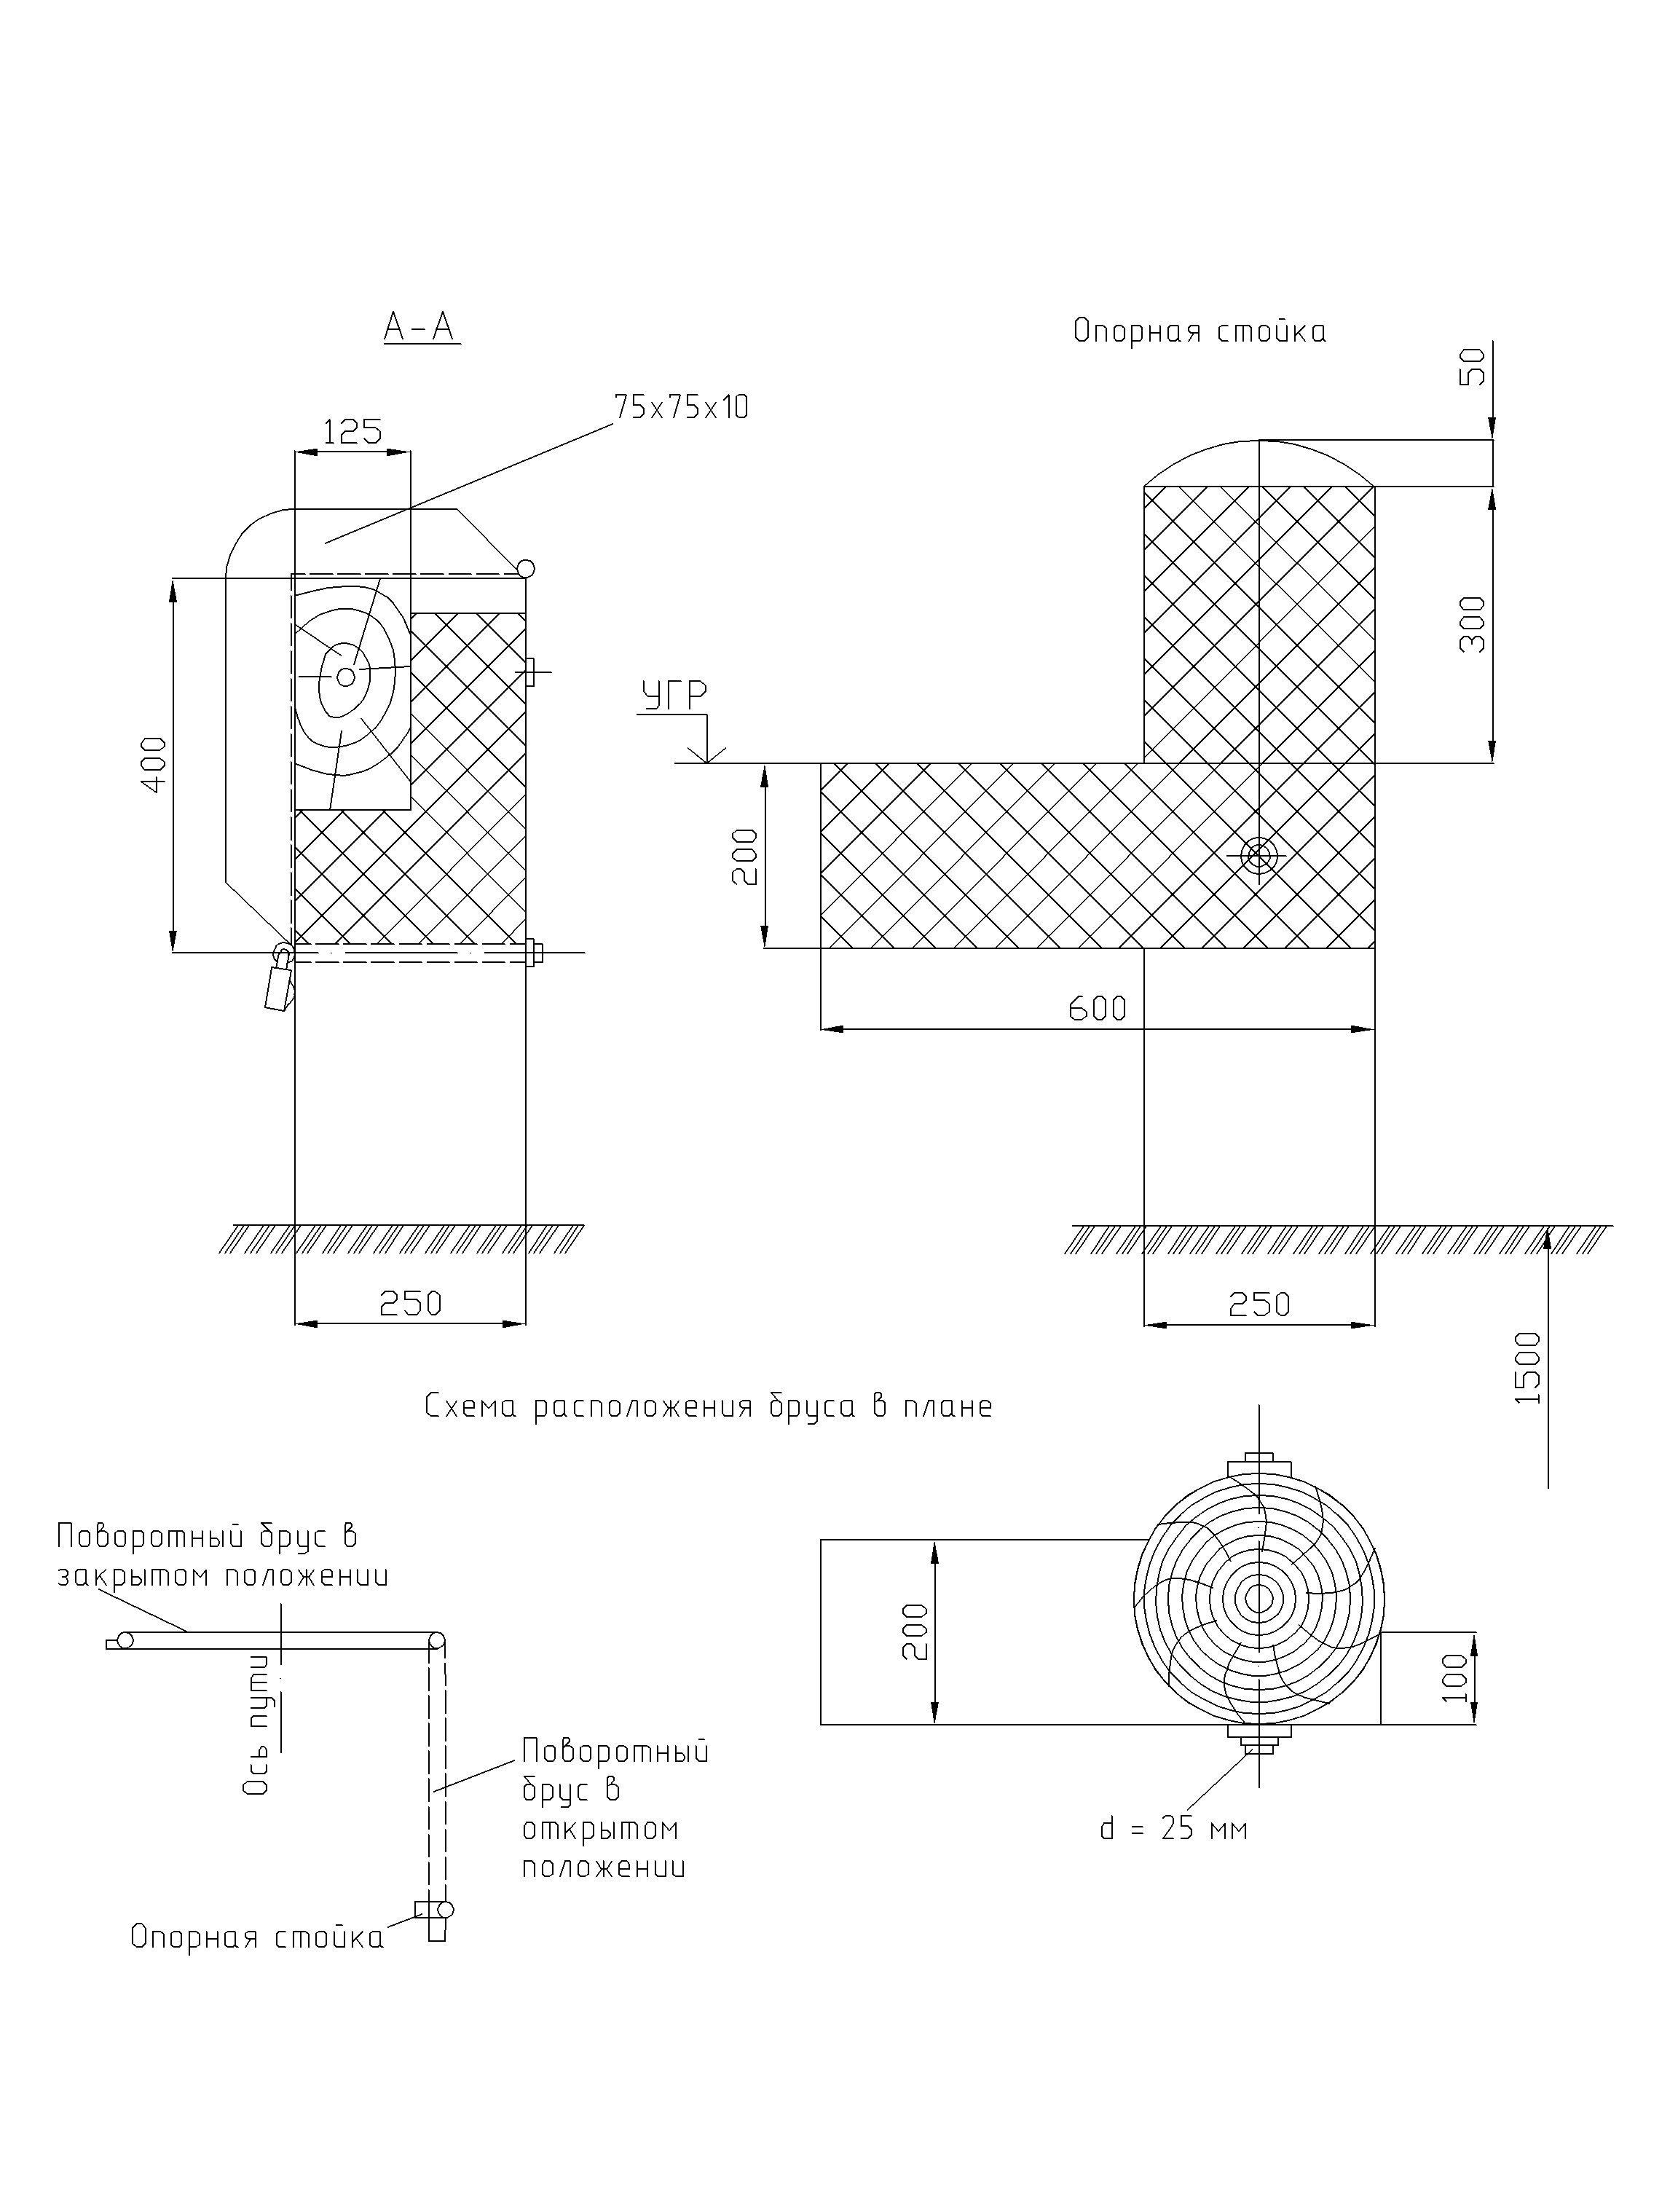 А-А
Опорная стойка
50
75х75х10
125
300
УГР
400
200
600
250
250
1500
Схема расположения бруса в плане
Поворотный брус в
закрытом положении
Ось пути
200
100
Поворотный
брус в
открытом
положении
d = 25 мм
Опорная стойка